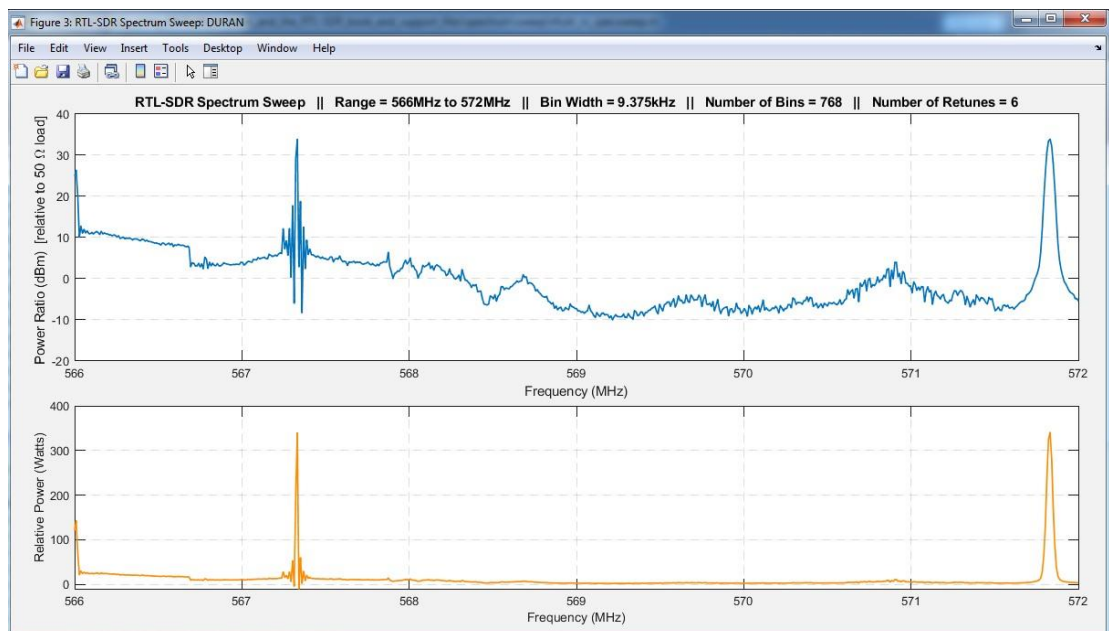 Figure 3: RTL-SDR Spectrum Sweep: DURAN
File Edit View Insert Tools Desktop Window Help
RTL-SDR Spectrum Sweep || Range = 566MHz to 572MHz || Bin Width = 9.375kHz || Number of Bins = 768 || Number of Retunes = 6
Power Ratio (dBm) [relative to 50 Ω load]
40
30
20
10
0
-10
-20
566 567 568 569 570 571 572
Frequency (MHz)
Relative Power (Watts)
400
300
200
100
0
566 567 568 569 570 571 572
Frequency (MHz)